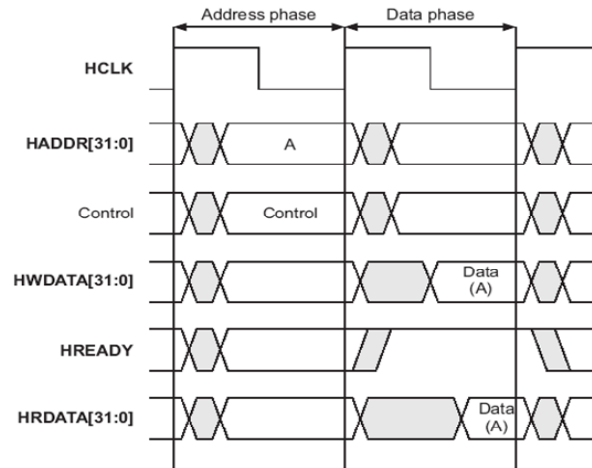 Address phase
Data phase
HCLK
HADDR[31:0]
A
Control
Control
HWDATA[31:0]
Data
(A)
HREADY
HRDATA[31:0]
Data
(A)